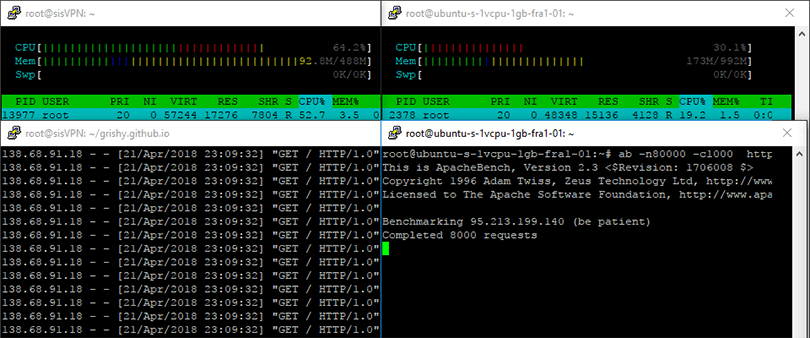 root@sisVPN: ~
CPU[||||||||||||||||||||||||||||||||| 64.2%]
Mem[||||||||||||||||||||||||||||||||||||||92.8M/488M]
Swp[ 0K/0K]
PID USER PRI NI VIRT RES SHR S CPU% MEM%
13977 root 20 0 57244 17276 7804 R 52.7 3.5 0
root@ubuntu-s-1vcpu-1gb-fra1-01: ~
CPU[|||||||||||||||| 30.1%]
Mem[||||||||||||||||||||||||||| 173M/992M]
Swp[ 0K/0K]
PID USER PRI NI VIRT RES SHR S CPU% MEM% TI
2378 root 20 0 48348 15136 4128 R 19.2 1.5 0:0
root@sisVPN: ~/grishy.github.io
138.68.91.18 - - [21/Apr/2018 23:09:32] "GET / HTTP/1.0"
138.68.91.18 - - [21/Apr/2018 23:09:32] "GET / HTTP/1.0"
138.68.91.18 - - [21/Apr/2018 23:09:32] "GET / HTTP/1.0"
138.68.91.18 - - [21/Apr/2018 23:09:32] "GET / HTTP/1.0"
138.68.91.18 - - [21/Apr/2018 23:09:32] "GET / HTTP/1.0"
138.68.91.18 - - [21/Apr/2018 23:09:32] "GET / HTTP/1.0"
138.68.91.18 - - [21/Apr/2018 23:09:32] "GET / HTTP/1.0"
138.68.91.18 - - [21/Apr/2018 23:09:32] "GET / HTTP/1.0"
138.68.91.18 - - [21/Apr/2018 23:09:32] "GET / HTTP/1.0"
138.68.91.18 - - [21/Apr/2018 23:09:32] "GET / HTTP/1.0"
138.68.91.18 - - [21/Apr/2018 23:09:32] "GET / HTTP/1.0"
138.68.91.18 - - [21/Apr/2018 23:09:32] "GET / HTTP/1.0"
138.68.91.18 - - [21/Apr/2018 23:09:32] "GET / HTTP/1.0"
138.68.91.18 - - [21/Apr/2018 23:09:32] "GET / HTTP/1.0"
root@ubuntu-s-1vcpu-1gb-fra1-01: ~
root@ubuntu-s-1vcpu-1gb-fra1-01:~# ab -n80000 -c1000 http
This is ApacheBench, Version 2.3 <$Revision: 1706008 $>
Copyright 1996 Adam Twiss, Zeus Technology Ltd, http://www
Licensed to The Apache Software Foundation, http://www.apa
Benchmarking 95.213.199.140 (be patient)
Completed 8000 requests